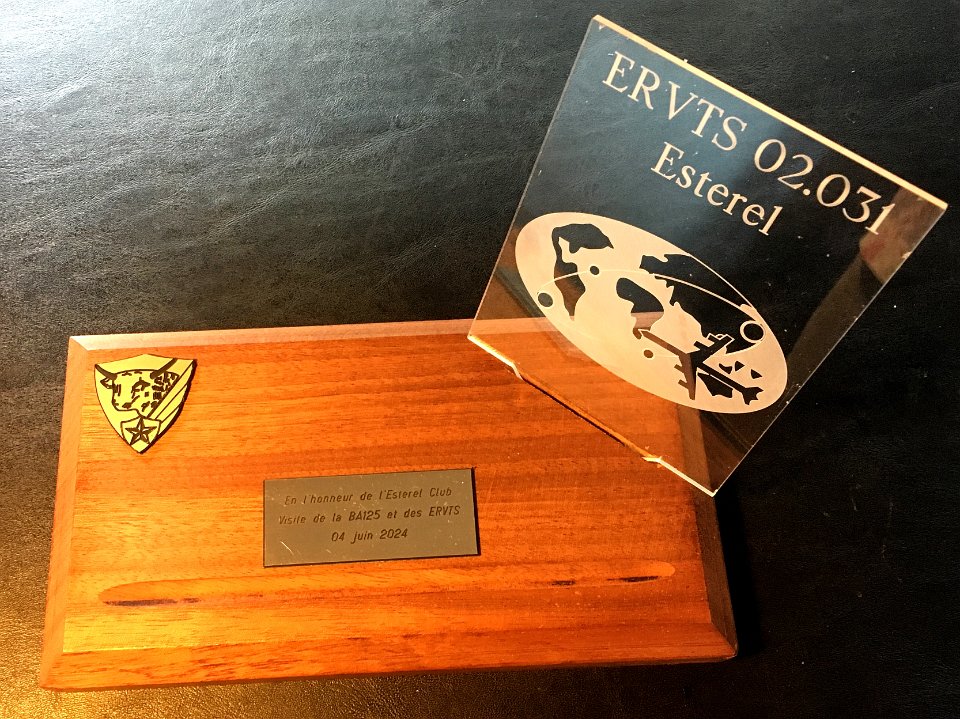 ERVTS 02.031
Esterel
En l'honneur de l'Esterel Club
Visite de la BA125 et des ERVTS
04 juin 2024